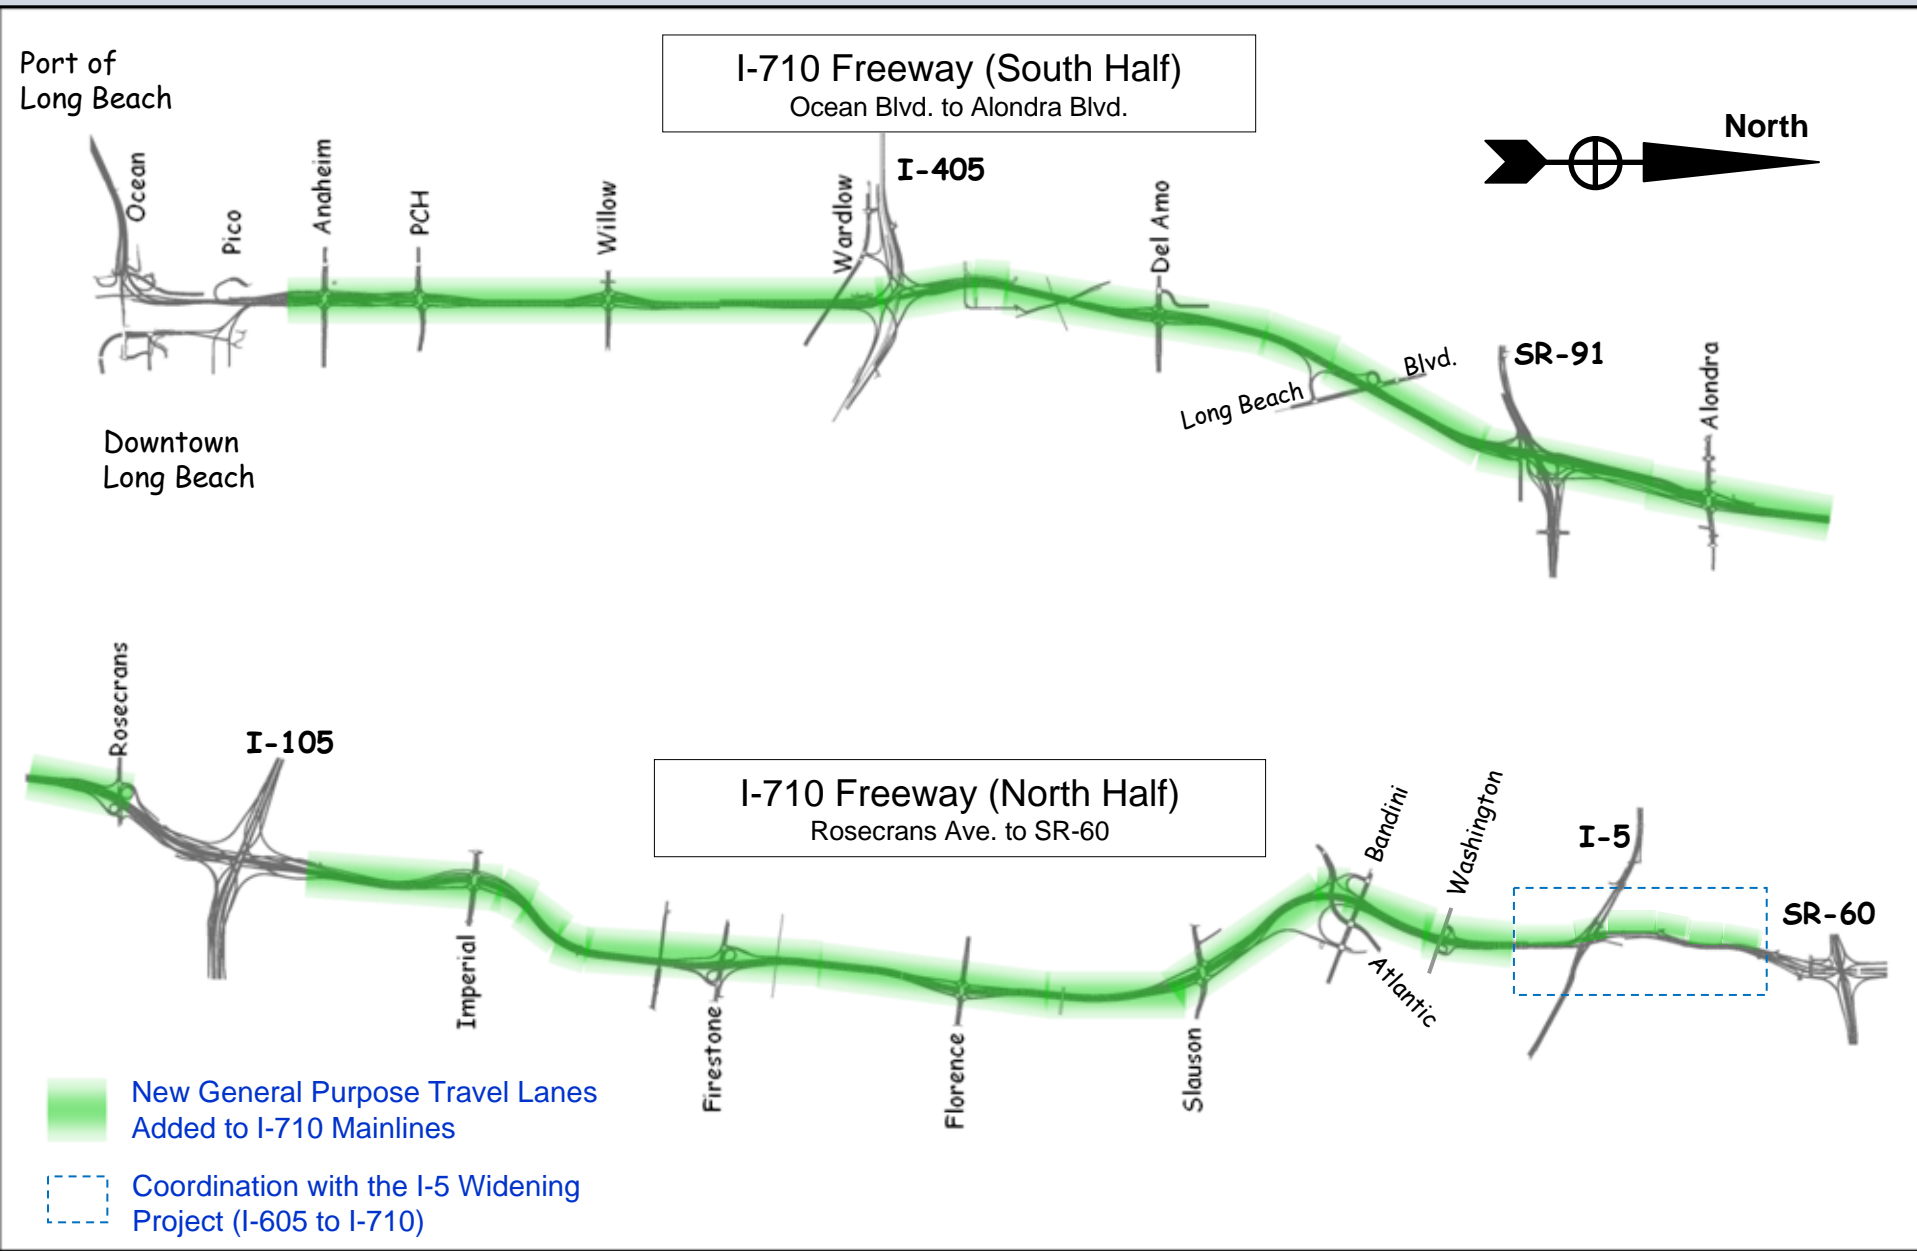 Port of
Long Beach
I-710 Freeway (South Half)
Ocean Blvd. to Alondra Blvd.
North
Ocean
Pico
Anaheim
PCH
Willow
Wardlow
I-405
Del Amo
Long Beach Blvd.
SR-91
Alondra
Downtown
Long Beach
Rosecrans
I-105
I-710 Freeway (North Half)
Rosecrans Ave. to SR-60
Imperial
Firestone
Florence
Slauson
Bandini
Atlantic
Washington
I-5
SR-60
New General Purpose Travel Lanes
Added to I-710 Mainlines
Coordination with the I-5 Widening
Project (I-605 to I-710)